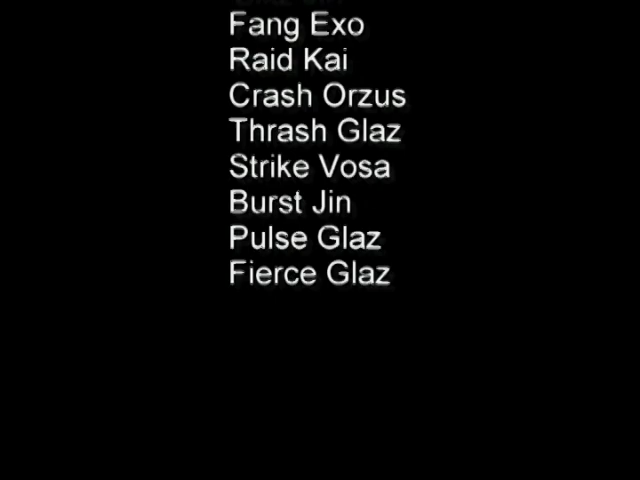 Fang Exo
Raid Kai
Crash Orzus
Thrash Glaz
Strike Vosa
Burst Jin
Pulse Glaz
Fierce Glaz